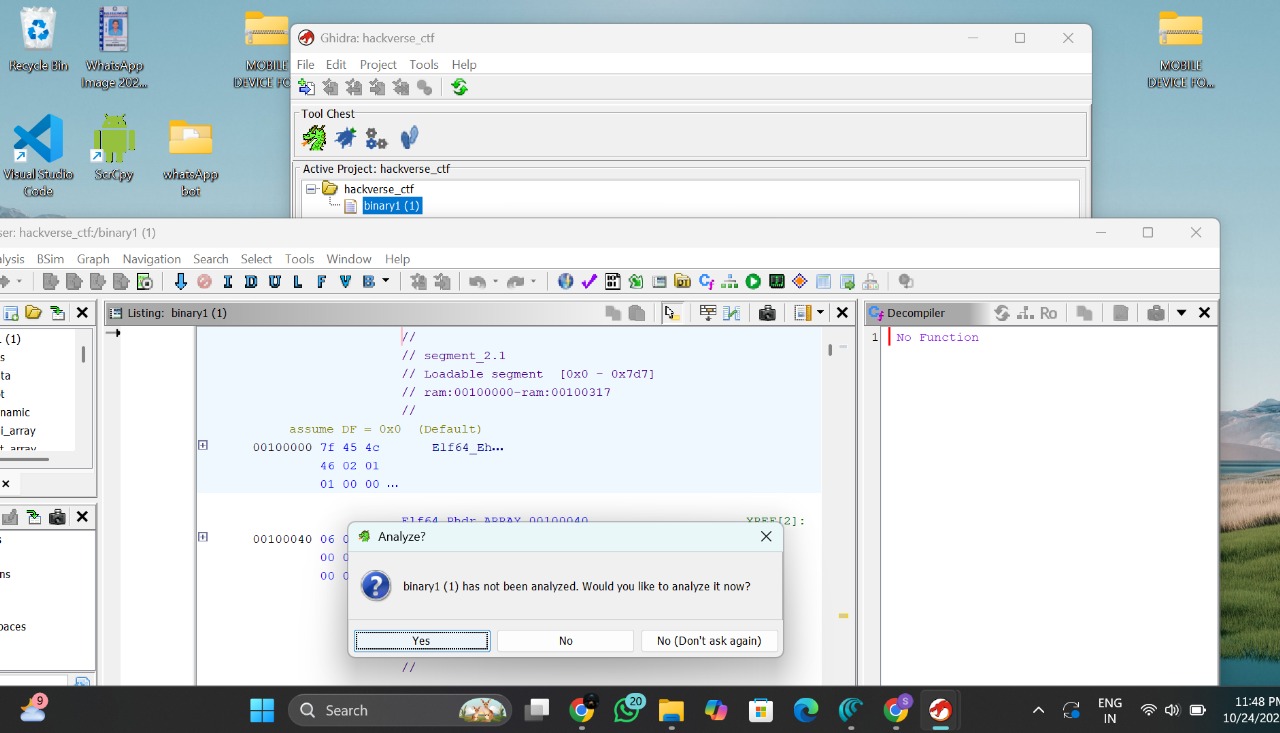 Recycle Bin
WhatsApp
Image 202...
MOBILE
DEVICE FO
MOBILE
DEVICE FO...
Visual Studio
Code
ScrCpy
whatsApp
bot
Ghidra: hackverse_ctf
File Edit Project Tools Help
Tool Chest
Active Project: hackverse_ctf
hackverse_ctf
binary1 (1)
ser: hackverse_ctf:/binary1 (1)
alysis BSim Graph Navigation Search Select Tools Window Help
I D U L F V B
Listing: binary1 (1)
Decompiler
Ro
(1)
s
ta
t
namic
i_array
t_array
ns
paces
//
// segment_2.1
// Loadable segment [0x0 - 0x7d7]
// ram:00100000-ram:00100317
//
assume DF = 0x0 (Default)
00100000 7f 45 4c Elf64_Eh...
46 02 01
01 00 00 ...
Elf64_Phdr_ARRAY_00100040 XREF[2]:
00100040 06 0
00 0
00 0
//
1 No Function
Analyze?
binary1 (1) has not been analyzed. Would you like to analyze it now?
Yes No No (Don't ask again)
9
Search
20
S
ENG
IN
11:48 PM
10/24/202